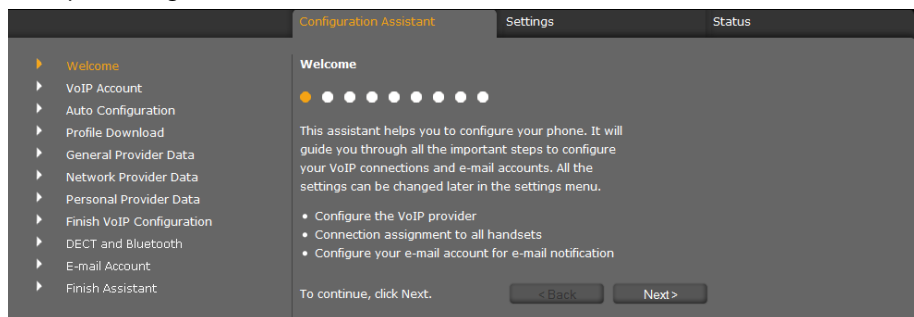 Configuration Assistant
Settings
Status
Welcome
VoIP Account
Auto Configuration
Profile Download
General Provider Data
Network Provider Data
Personal Provider Data
Finish VoIP Configuration
DECT and Bluetooth
E-mail Account
Finish Assistant
Welcome
This assistant helps you to configure your phone. It will
guide you through all the important steps to configure
your VoIP connections and e-mail accounts. All the
settings can be changed later in the settings menu.
• Configure the VoIP provider
• Connection assignment to all handsets
• Configure your e-mail account for e-mail notification
To continue, click Next.
< Back
Next >